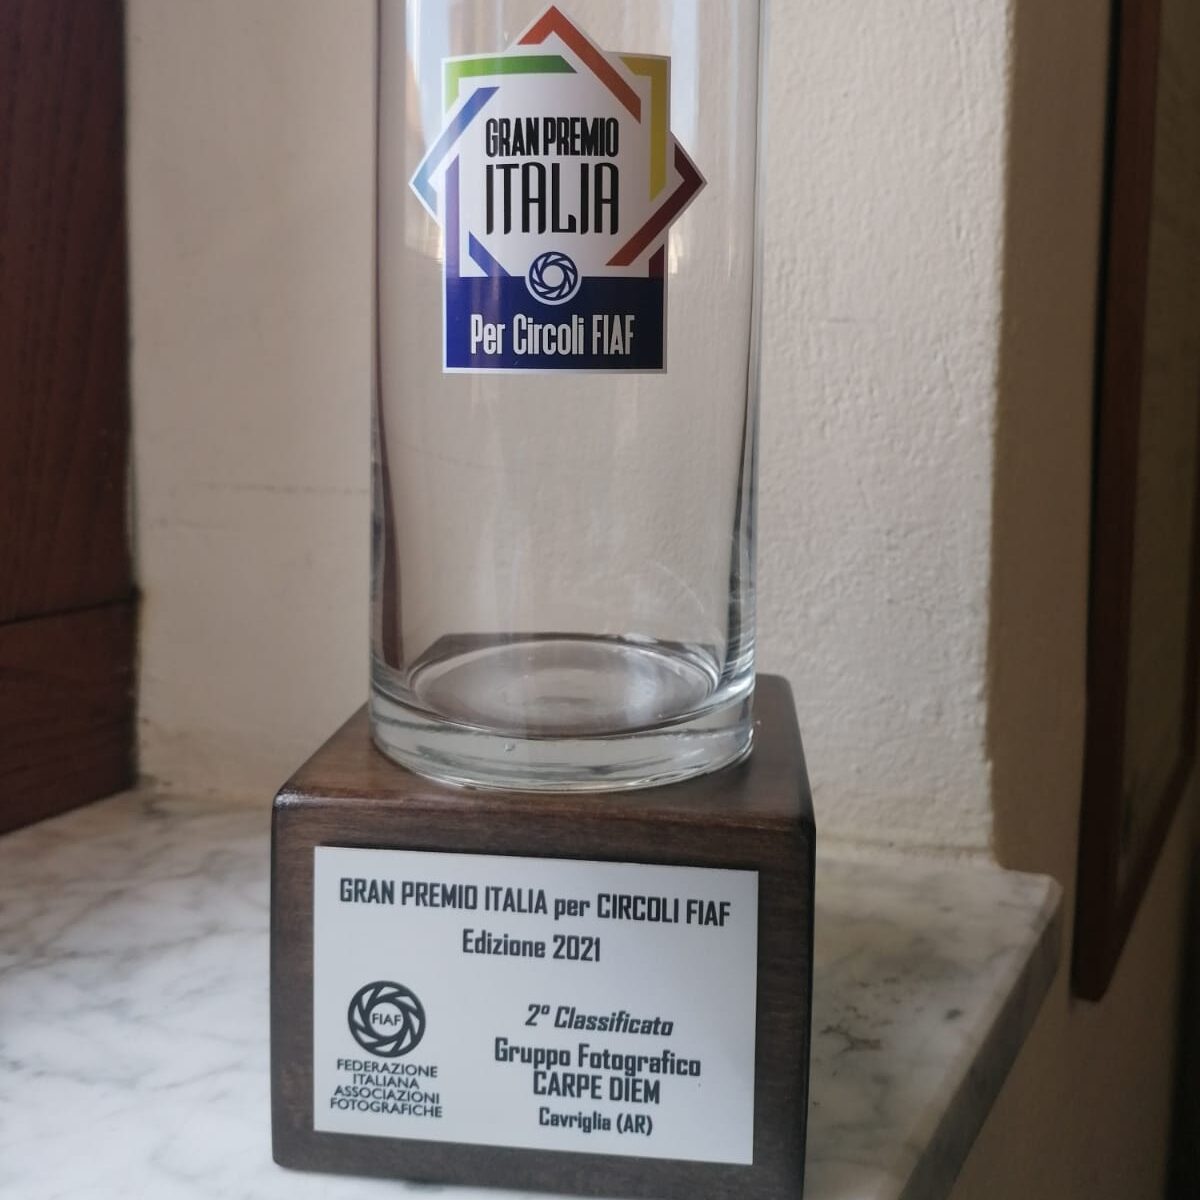 GRAN PREMIO
ITALIA
Per Circoli FIAF
GRAN PREMIO ITALIA per CIRCOLI FIAF
Edizione 2021
FIAF
FEDERAZIONE
ITALIANA
ASSOCIAZIONI
FOTOGRAFICHE
2° Classificato
Gruppo Fotografico
CARPE DIEM
Cavriglia (AR)